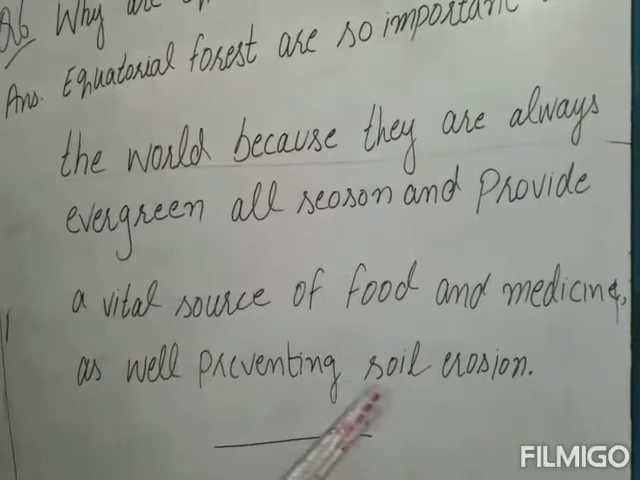 Q6 Why are
Ans. Equatorial forest are so important
the world because they are always
evergreen all seoson and Provide
a vital source of food and medicine,
as well preventing soil erosion.
FILMIGO